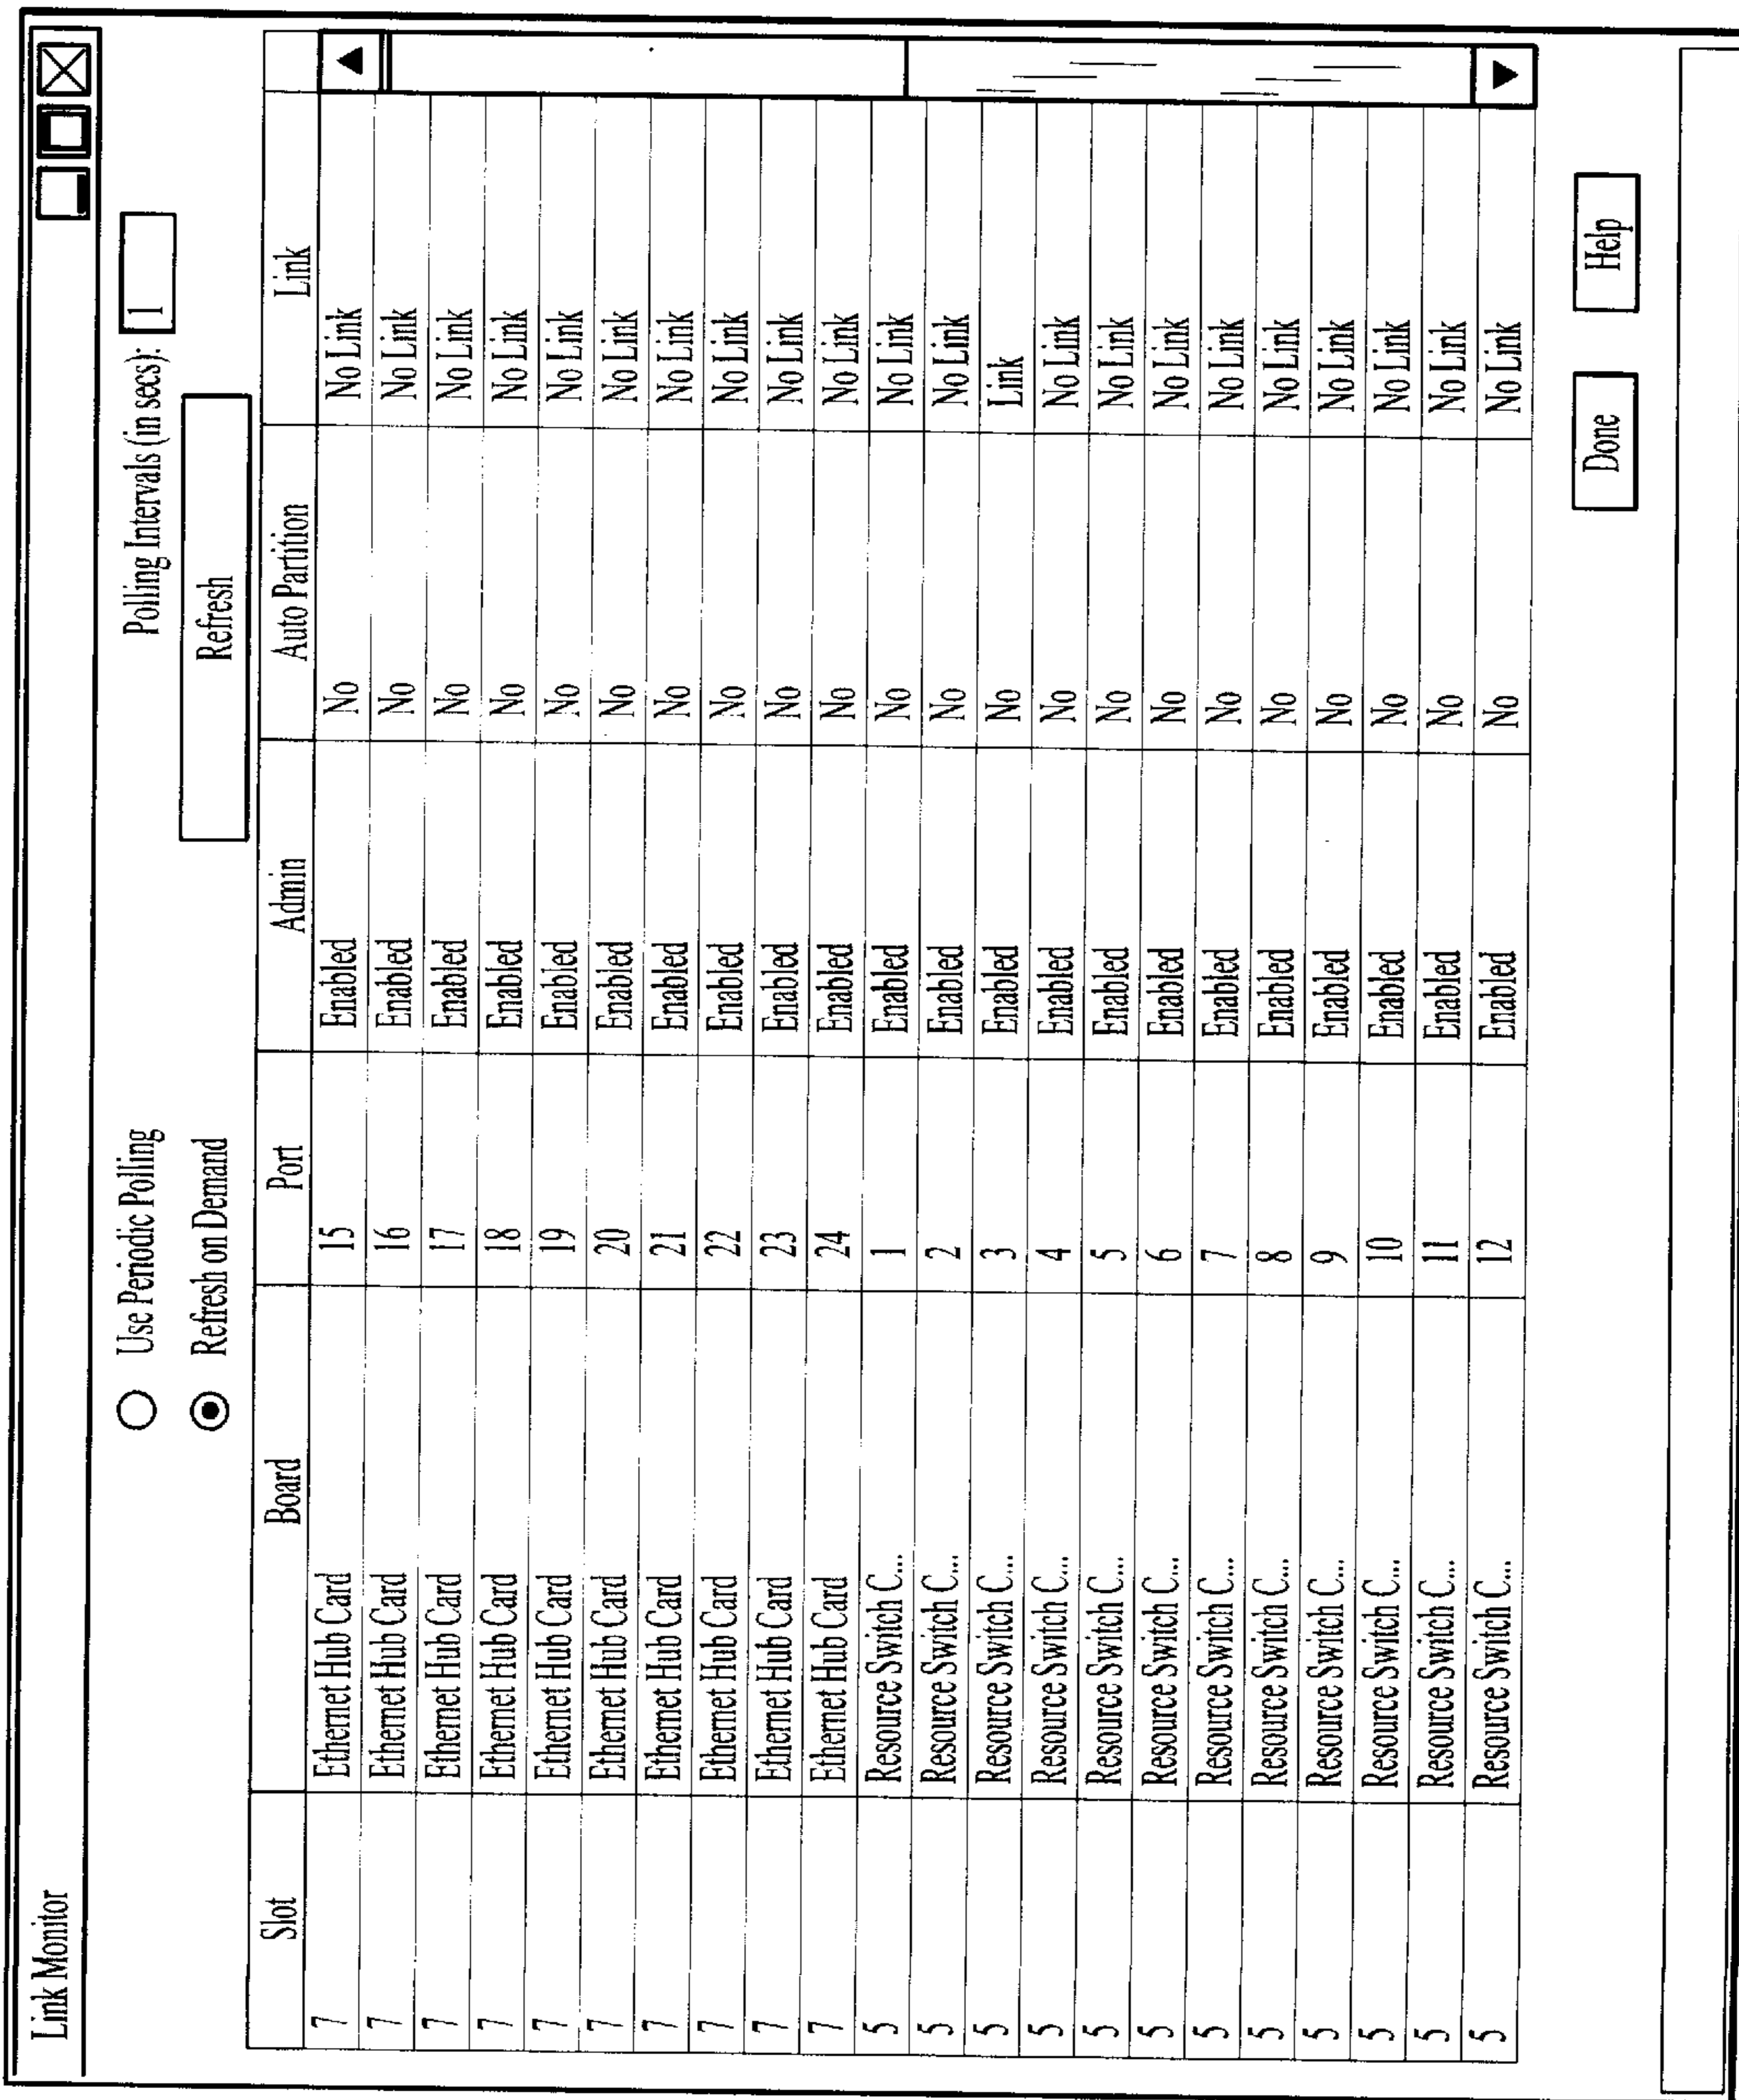 Link Monitor
Use Periodic Polling Polling Intervals (in secs): 1
Refresh on Demand Refresh
Slot Board Port Admin Auto Partition Link
7 Ethernet Hub Card 15 Enabled No No Link
7 Ethernet Hub Card 16 Enabled No No Link
7 Ethernet Hub Card 17 Enabled No No Link
7 Ethernet Hub Card 18 Enabled No No Link
7 Ethernet Hub Card 19 Enabled No No Link
7 Ethernet Hub Card 20 Enabled No No Link
7 Ethernet Hub Card 21 Enabled No No Link
7 Ethernet Hub Card 22 Enabled No No Link
7 Ethernet Hub Card 23 Enabled No No Link
7 Ethernet Hub Card 24 Enabled No No Link
5 Resource Switch C... 1 Enabled No No Link
5 Resource Switch C... 2 Enabled No No Link
5 Resource Switch C... 3 Enabled No Link
5 Resource Switch C... 4 Enabled No No Link
5 Resource Switch C... 5 Enabled No No Link
5 Resource Switch C... 6 Enabled No No Link
5 Resource Switch C... 7 Enabled No No Link
5 Resource Switch C... 8 Enabled No No Link
5 Resource Switch C... 9 Enabled No No Link
5 Resource Switch C... 10 Enabled No No Link
5 Resource Switch C... 11 Enabled No No Link
5 Resource Switch C... 12 Enabled No No Link
Done Help